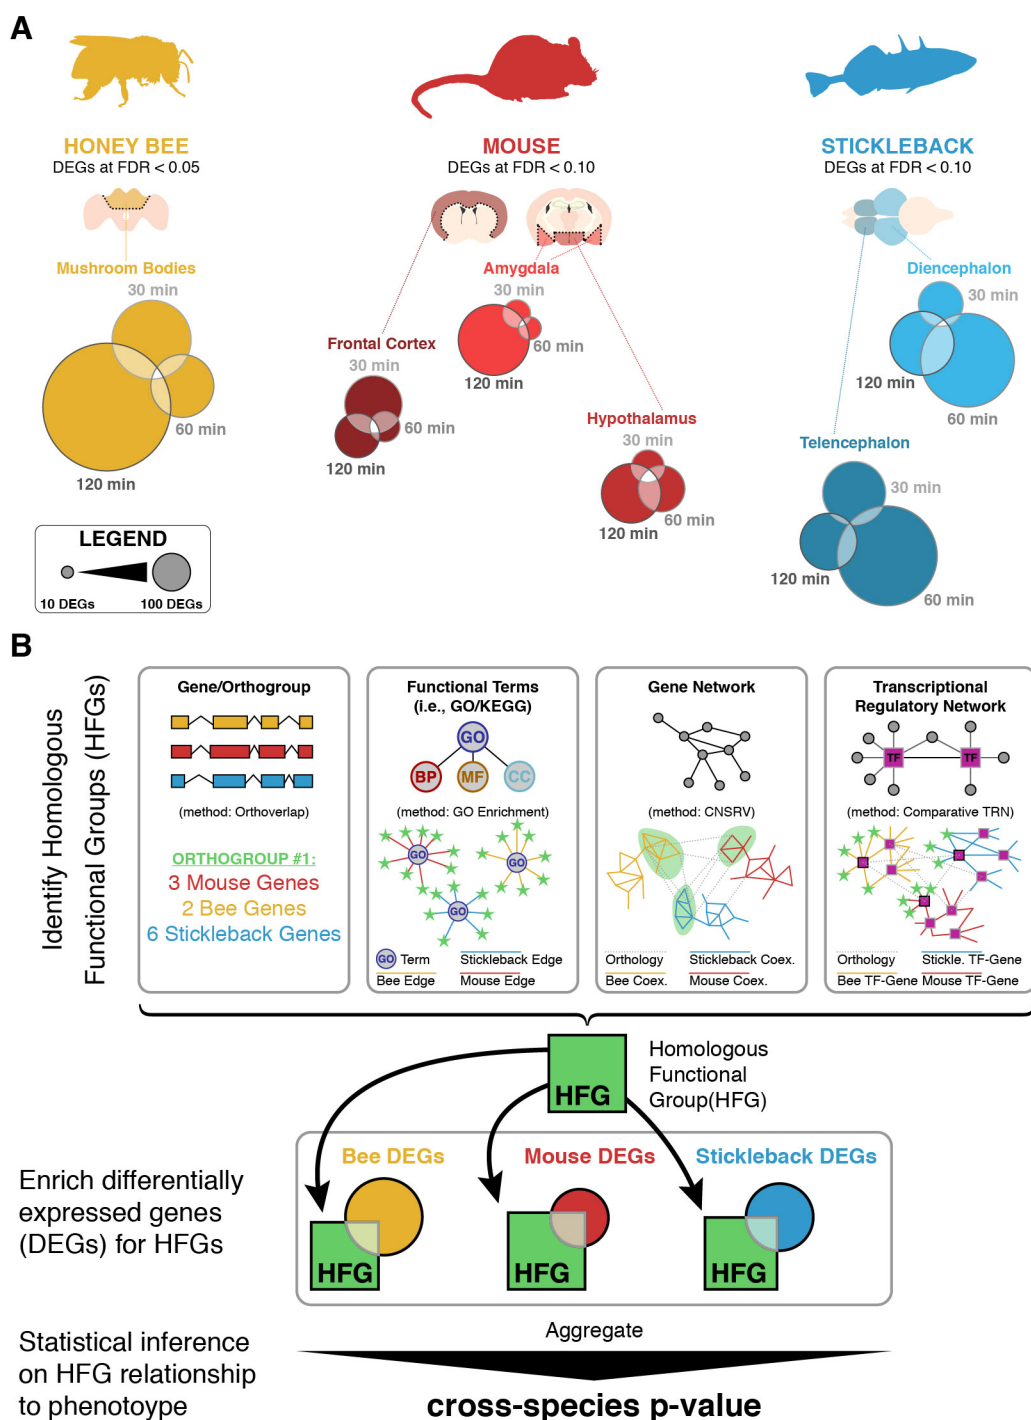 A
HONEY BEE
DEGs at FDR < 0.05
MOUSE
DEGs at FDR < 0.10
STICKLEBACK
DEGs at FDR < 0.10
Mushroom Bodies
30 min
60 min
120 min
Frontal Cortex
30 min
60 min
120 min
Amygdala
30 min
60 min
120 min
Hypothalamus
30 min
60 min
120 min
Diencephalon
30 min
120 min
60 min
Telencephalon
30 min
120 min
60 min
LEGEND
10 DEGs
100 DEGs
B
Identify Homologous
Functional Groups (HFGs)
Gene/Orthogroup
(method: Orthoverlap)
ORTHOGROUP #1:
3 Mouse Genes
2 Bee Genes
6 Stickleback Genes
Functional Terms
(i.e., GO/KEGG)
GO
BP
MF
CC
(method: GO Enrichment)
GO
GO
GO
GO Term
Stickleback Edge
Bee Edge
Mouse Edge
Gene Network
(method: CNSRV)
Orthology
Stickleback Coex.
Bee Coex.
Mouse Coex.
Transcriptional
Regulatory Network
TF
TF
(method: Comparative TRN)
Orthology
Stickle. TF-Gene
Bee TF-Gene
Mouse TF-Gene
HFG
Homologous
Functional
Group(HFG)
Enrich differentially
expressed genes
(DEGs) for HFGs
Bee DEGs
Mouse DEGs
Stickleback DEGs
HFG
HFG
HFG
Statistical inference
on HFG relationship
to phenotoype
Aggregate
cross-species p-value